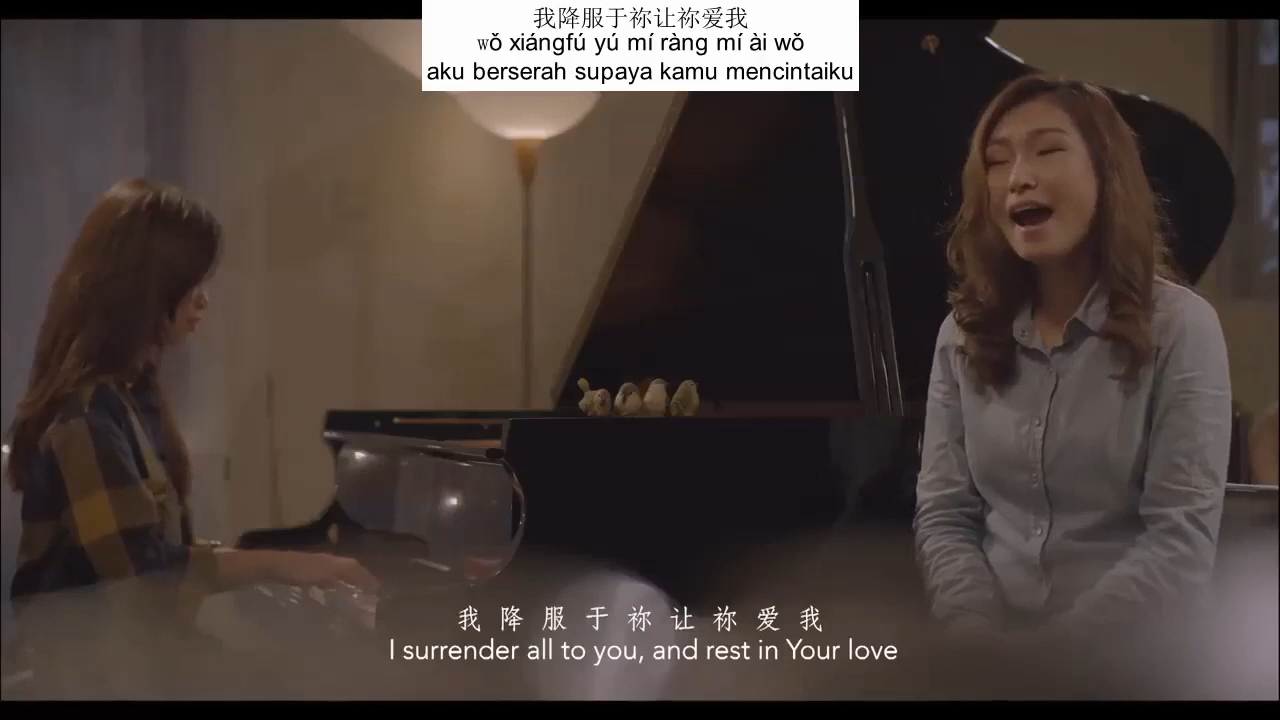 我降服于祢让祢爱我
wǒ xiángfú yú mí ràng mí ài wǒ
aku berserah supaya kamu mencintaiku
我降服于祢让祢爱我
I surrender all to you, and rest in Your love